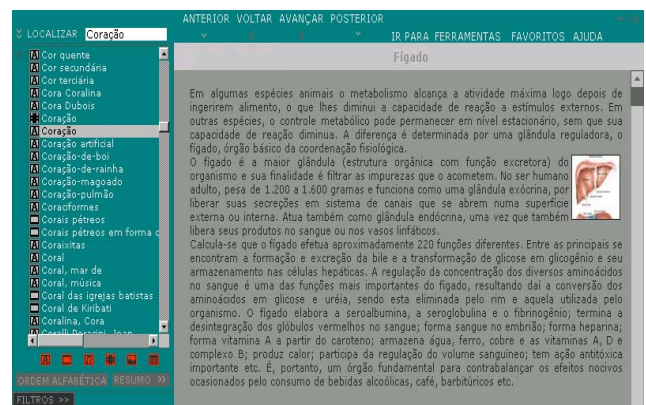 ANTERIOR VOLTAR AVANÇAR POSTERIOR
LOCALIZAR Coração
IR PARA FERRAMENTAS FAVORITOS AJUDA
Cor quente
Cor secundária
Cor terciária
Cora Coralina
Cora Dubois
Coração
Coração
Coração artificial
Coração-de-boi
Coração-de-rainha
Coração-magoado
Coração-pulmão
Coraciformes
Corais pétreos
Corais pétreos em forma c
Coraixitas
Coral
Coral, mar de
Coral, música
Coral das igrejas batistas
Coral de Kiribati
Coralina, Cora
ORDEM ALFABÉTICA RESUMO >>
FILTROS >>
Fígado
Em algumas espécies animais o metabolismo alcança a atividade máxima logo depois de
ingerirem alimento, o que lhes diminui a capacidade de reação a estímulos externos. Em
outras espécies, o controle metabólico pode permanecer em nível estacionário, sem que sua
capacidade de reação diminua. A diferença é determinada por uma glândula reguladora, o
fígado, órgão básico da coordenação fisiológica.
O fígado é a maior glândula (estrutura orgânica com função excretora) do
organismo e sua finalidade é filtrar as impurezas que o acometem. No ser humano
adulto, pesa de 1.200 a 1.600 gramas e funciona como uma glândula exócrina, por
liberar suas secreções em sistema de canais que se abrem numa superfície
externa ou interna. Atua também como glândula endócrina, uma vez que também
libera seus produtos no sangue ou nos vasos linfáticos.
Calcula-se que o fígado efetua aproximadamente 220 funções diferentes. Entre as principais se
encontram a formação e excreção da bile e a transformação de glicose em glicogênio e seu
armazenamento nas células hepáticas. A regulação da concentração dos diversos aminoácidos
no sangue é uma das funções mais importantes do fígado, resultando daí a conversão dos
aminoácidos em glicose e uréia, sendo esta eliminada pelo rim e aquela utilizada pelo
organismo. O fígado elabora a seroalbumina, a seroglobulina e o fibrinogênio; termina a
desintegração dos glóbulos vermelhos no sangue; forma sangue no embrião; forma heparina;
forma vitamina A a partir do caroteno; armazena água, ferro, cobre e as vitaminas A, D e
complexo B; produz calor; participa da regulação do volume sanguíneo; tem ação antitóxica
importante etc. É, portanto, um órgão fundamental para contrabalançar os efeitos nocivos
ocasionados pelo consumo de bebidas alcoólicas, café, barbitúricos etc.